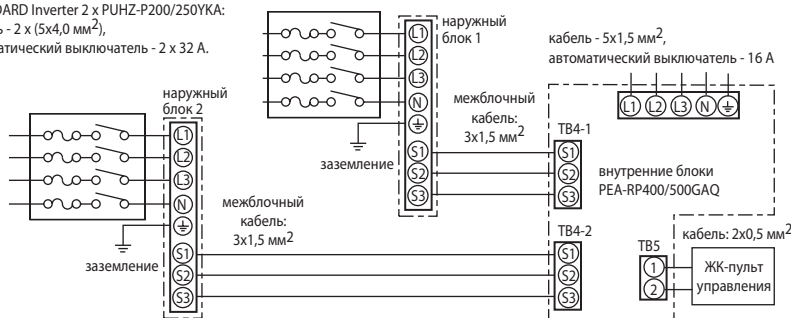 DARD Inverter 2 x PUHZ-P200/250YKA:
ь - 2 x (5x4,0 мм2),
матический выключатель - 2 x 32 А.
наружный
блок 1
L1
L2
L3
N
S1
S2
S3
заземление
межблочный
кабель:
3x1,5 мм2
кабель - 5x1,5 мм2,
автоматический выключатель - 16 А
L1 L2 L3 N
TB4-1
S1
S2
S3
внутренние блоки
PEA-RP400/500GAQ
наружный
блок 2
L1
L2
L3
N
S1
S2
S3
заземление
межблочный
кабель:
3x1,5 мм2
TB4-2
S1
S2
S3
TB5
1
2
кабель: 2x0,5 мм2
ЖК-пульт
управления